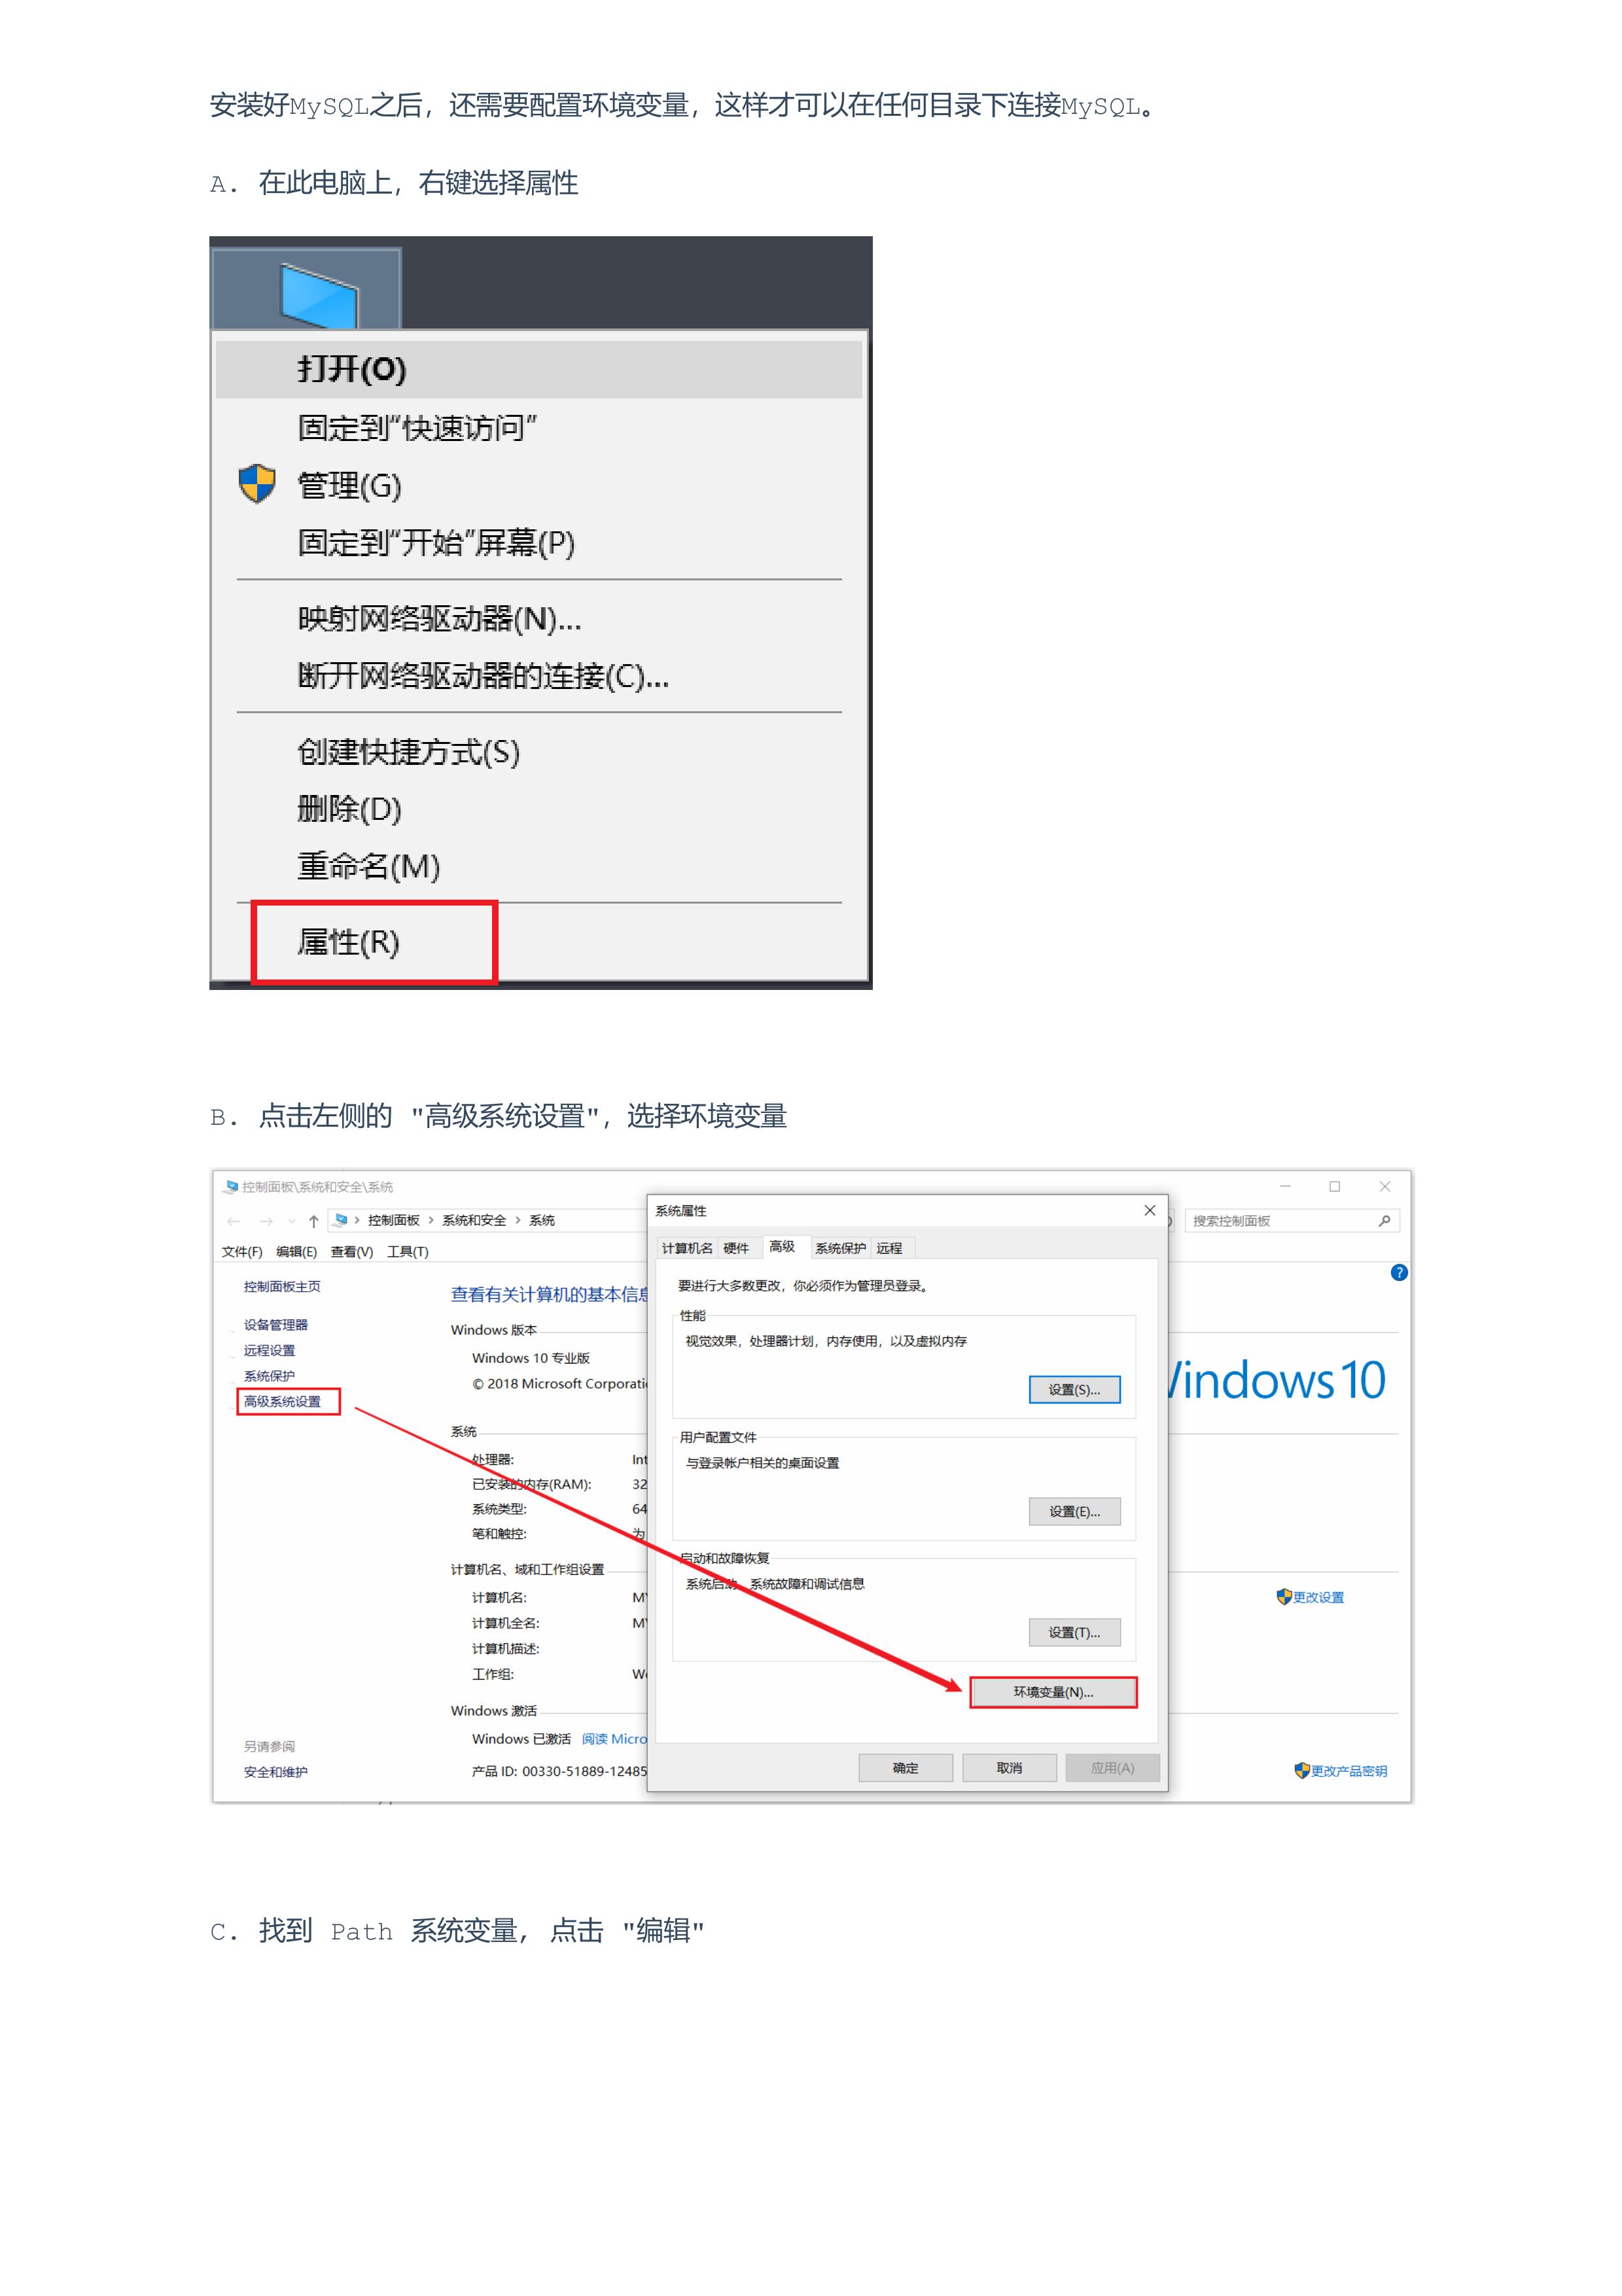 安装好MySQL之后，还需要配置环境变量，这样才可以在任何目录下连接MySQL。
A. 在此电脑上，右键选择属性
打开(O)
固定到"快速访问"
管理(G)
固定到"开始"屏幕(P)
映射网络驱动器(N)...
断开网络驱动器的连接(C)...
创建快捷方式(S)
删除(D)
重命名(M)
属性(R)
B. 点击左侧的 "高级系统设置"，选择环境变量
控制面板\系统和安全\系统
控制面板 › 系统和安全 › 系统
搜索控制面板
文件(F) 编辑(E) 查看(V) 工具(T)
控制面板主页
设备管理器
远程设置
系统保护
高级系统设置
另请参阅
安全和维护
查看有关计算机的基本信息
Windows 版本
Windows 10 专业版
© 2018 Microsoft Corporati
系统
处理器: Int
已安装的内存(RAM): 32
系统类型: 64
笔和触控: 为
计算机名、域和工作组设置
计算机名: M
计算机全名: M
计算机描述:
工作组: W
Windows 激活
Windows 已激活 阅读 Micro
产品 ID: 00330-51889-12485
系统属性
计算机名 硬件 高级 系统保护 远程
要进行大多数更改，你必须作为管理员登录。
性能
视觉效果，处理器计划，内存使用，以及虚拟内存
设置(S)...
用户配置文件
与登录帐户相关的桌面设置
设置(E)...
启动和故障恢复
系统启动、系统故障和调试信息
设置(T)...
环境变量(N)...
确定 取消 应用(A)
indows 10
更改设置
更改产品密钥
C. 找到 Path 系统变量, 点击 "编辑"